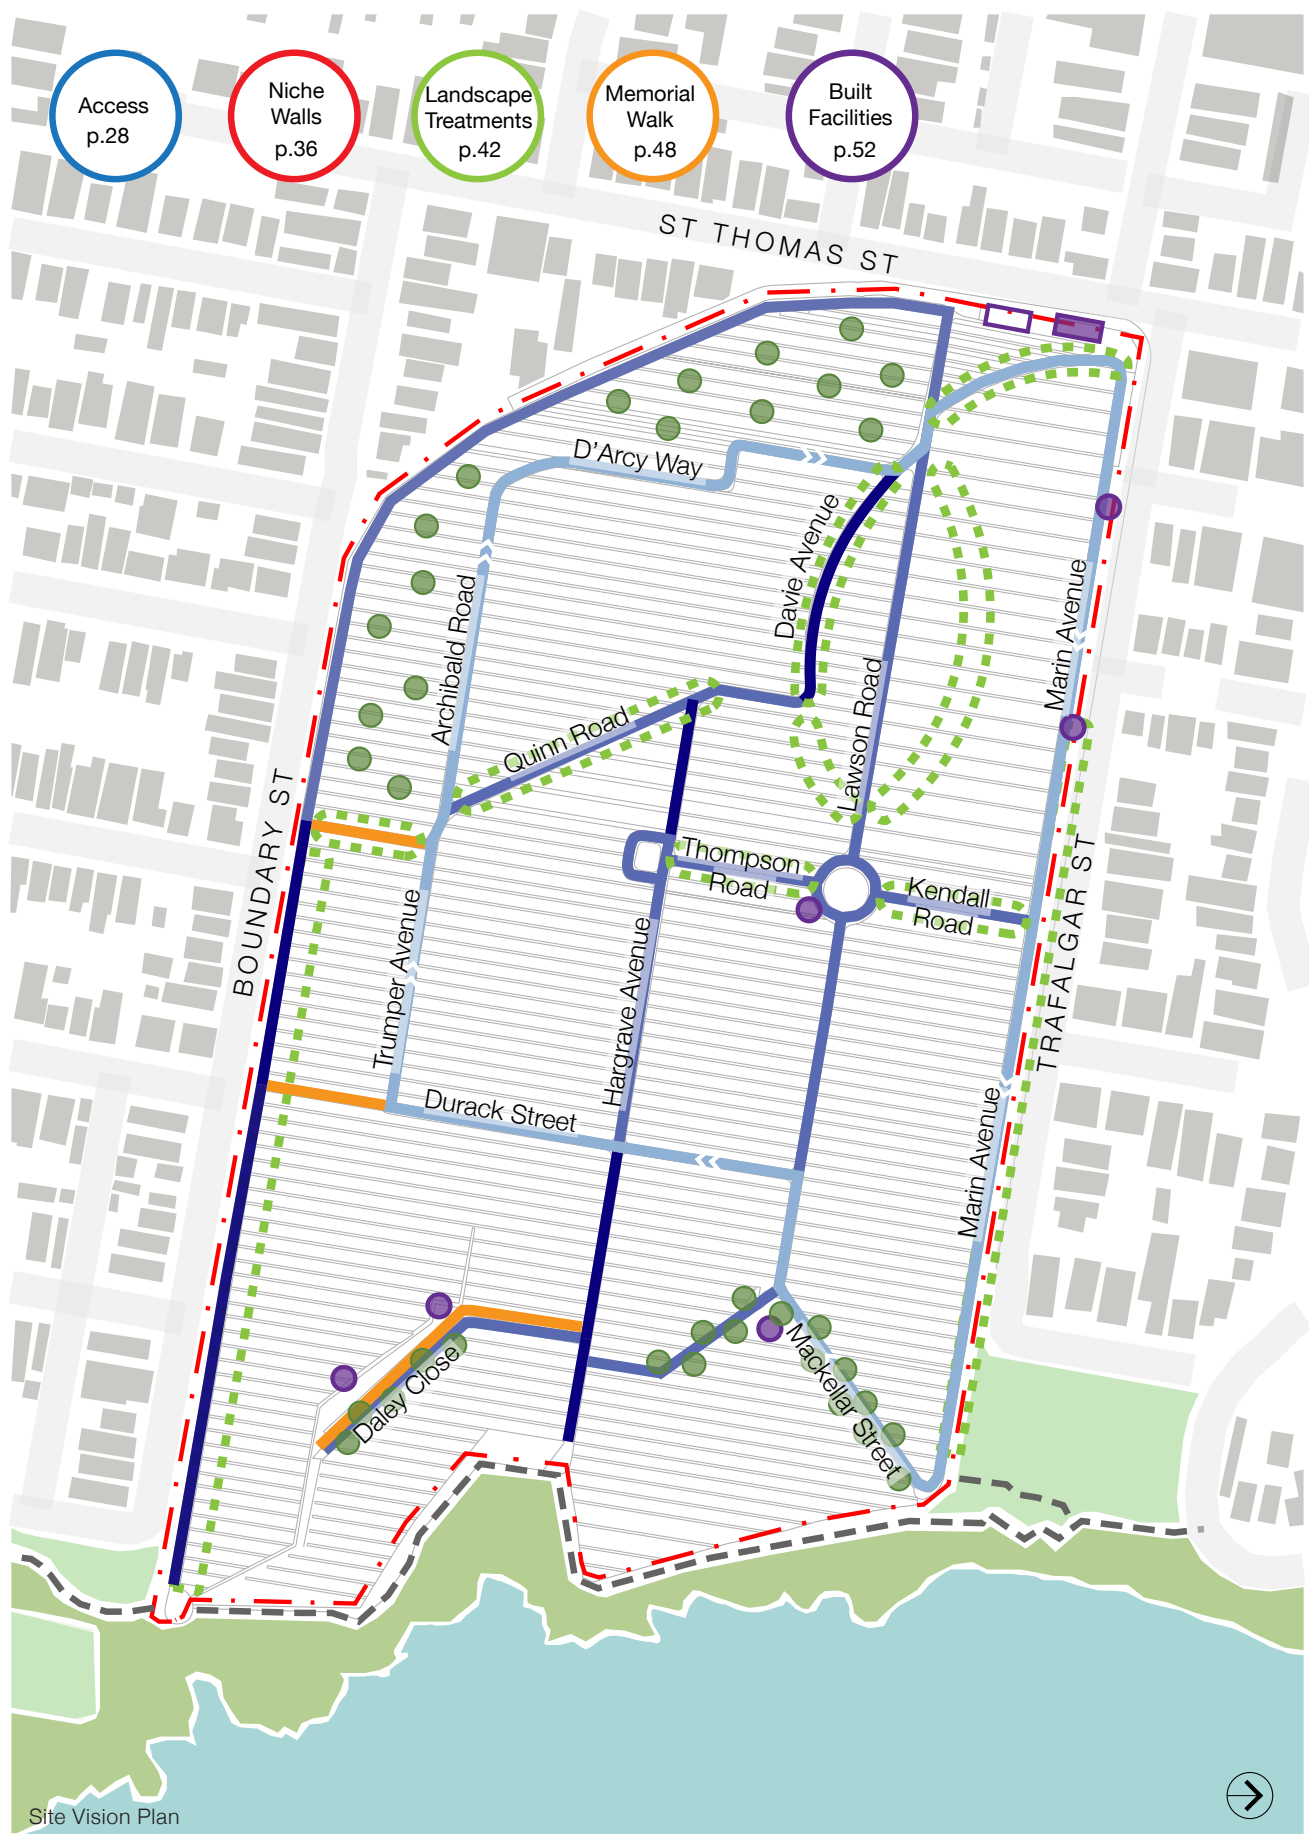 Access
p.28
Niche
Walls
p.36
Landscape
Treatments
p.42
Memorial
Walk
p.48
Built
Facilities
p.52
ST THOMAS ST
D'Arcy Way
Davie Avenue
Marin Avenue
Archibald Road
Quinn Road
Lawson Road
BOUNDARY ST
Thompson
Road
Kendall
Road
TRAFALGAR ST
Trumper Avenue
Hargrave Avenue
Durack Street
Marin Avenue
Daley Close
Mackellar Street
Site Vision Plan